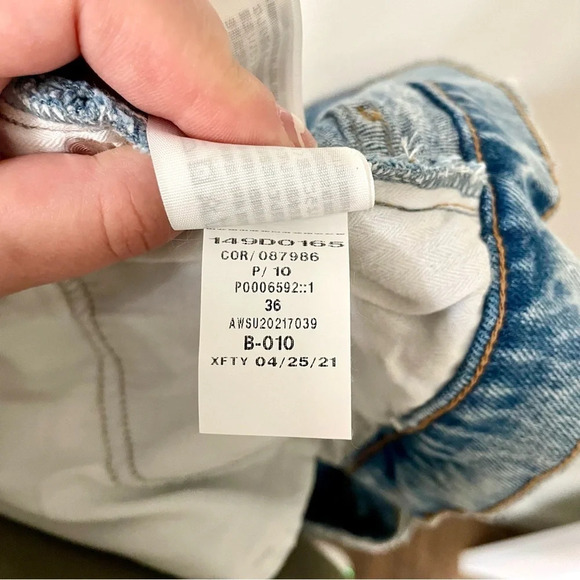 149D0165
COR/087986
P/ 10
P0006592::1
36
AWSU20217039
B-010
XFTY 04/25/21